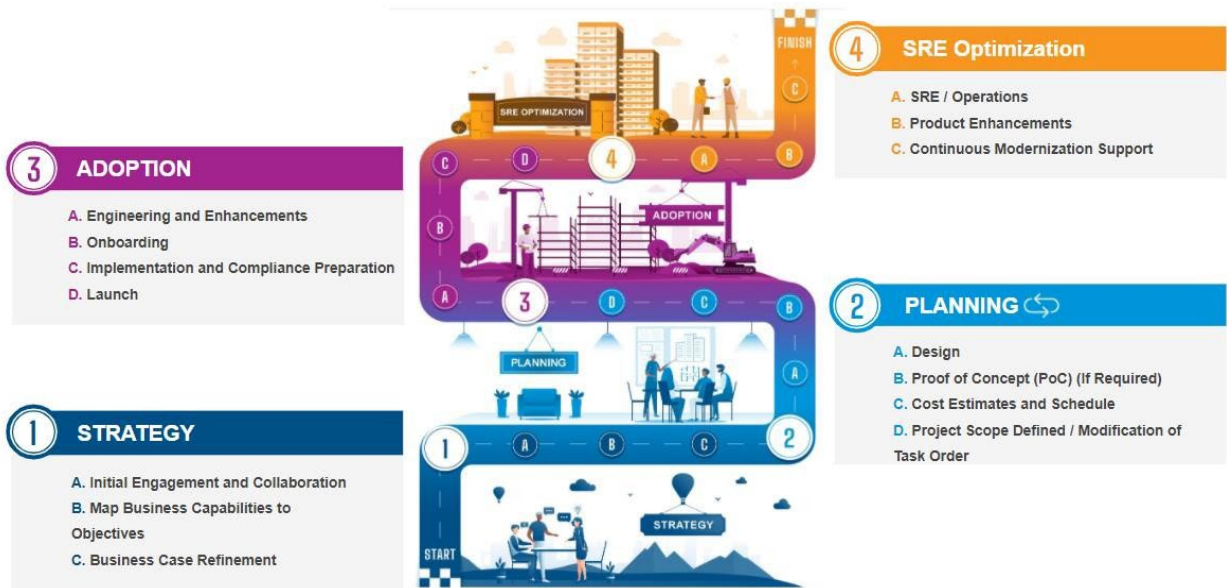 FINISH
C
SRE OPTIMIZATION
C
D
4
A
B
B
ADOPTION
A
3
D
C
B
PLANNING
A
1
A
B
C
2
STRATEGY
START
1
STRATEGY
A. Initial Engagement and Collaboration
B. Map Business Capabilities to
Objectives
C. Business Case Refinement
2
PLANNING
A. Design
B. Proof of Concept (PoC) (If Required)
C. Cost Estimates and Schedule
D. Project Scope Defined / Modification of
Task Order
3
ADOPTION
A. Engineering and Enhancements
B. Onboarding
C. Implementation and Compliance Preparation
D. Launch
4
SRE Optimization
A. SRE / Operations
B. Product Enhancements
C. Continuous Modernization Support